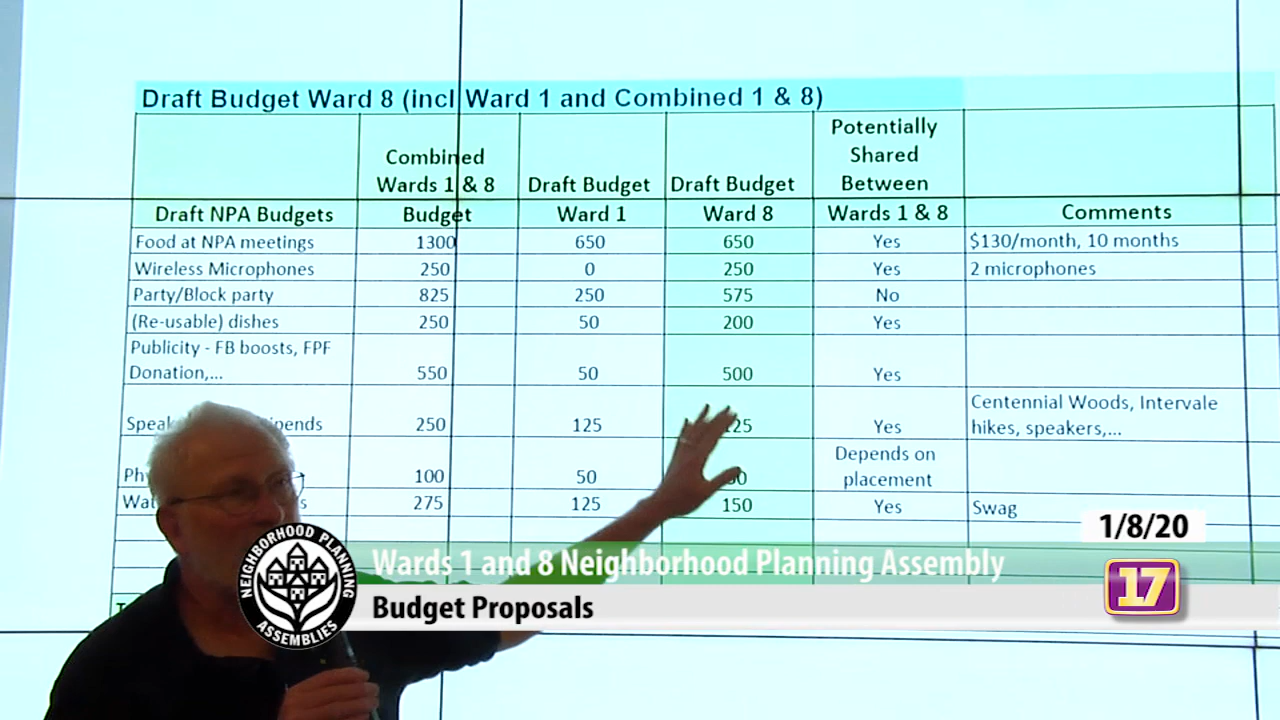 Draft Budget Ward 8 (incl Ward 1 and Combined 1 & 8)
Draft NPA Budgets Combined Wards 1 & 8 Budget Draft Budget Ward 1 Draft Budget Ward 8 Potentially Shared Between Wards 1 & 8 Comments
Food at NPA meetings 1300 650 650 Yes $130/month, 10 months
Wireless Microphones 250 0 250 Yes 2 microphones
Party/Block party 825 250 575 No
(Re-usable) dishes 250 50 200 Yes
Publicity - FB boosts, FPF
Donation,... 550 50 500 Yes
Centennial Woods, Intervale
250 125 Yes hikes, speakers,...
Depends on
100 50 placement
275 125 150 Yes Swag
1/8/20
NEIGHBORHOOD PLANNING
ASSEMBLIES
Wards 1 and 8 Neighborhood Planning Assembly
17
Budget Proposals